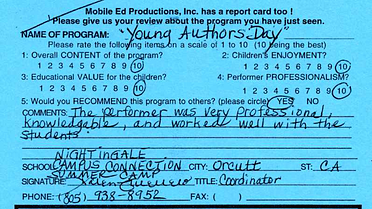 Mobile Ed Productions, Inc. has a report card too !
Please give us your review about the program you have just seen.
NAME OF PROGRAM: "Young Authors Day"
Please rate the following items on a scale of 1 to 10 (10 being the best)
1: Overall CONTENT of the program? 2: Children's ENJOYMENT?
1 2 3 4 5 6 7 8 9 10 1 2 3 4 5 6 7 8 9 10
3: Educational VALUE for the children? 4: Performer PROFESSIONALISM?
1 2 3 4 5 6 7 8 9 10 1 2 3 4 5 6 7 8 9 10
5: Would you RECOMMEND this program to others? (please circle) YES NO
COMMENTS: The performer was very professional,
knowledgable, and worked well with the
students.
NIGHTINGALE
SCHOOL: CAMPUS CONNECTION CITY: Orcutt ST: CA
SUMMER CAMP
SIGNATURE: Karen TITLE: Coordinator
PHONE: (805) 938-8952 FAX: ( )